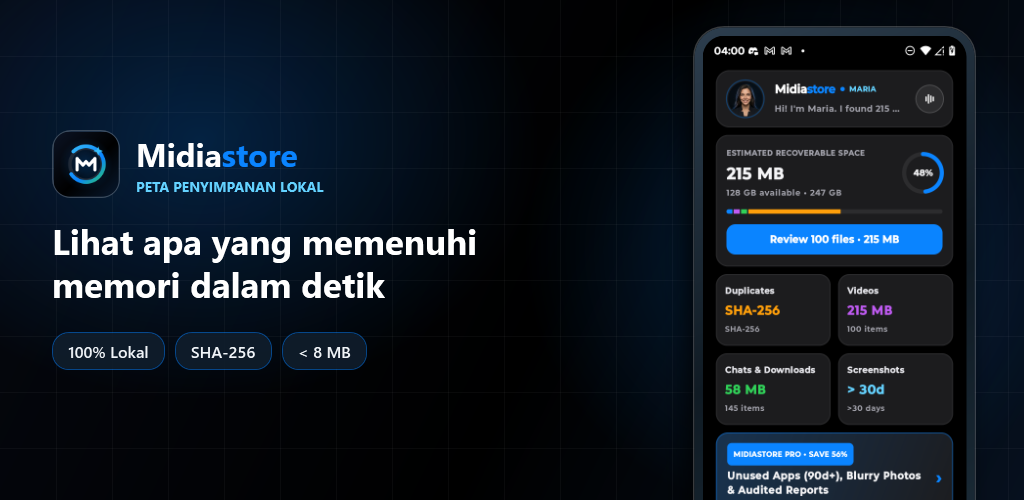 Midiastore
PETA PENYIMPANAN LOKAL
Lihat apa yang memenuhi
memori dalam detik
100% Lokal
SHA-256
< 8 MB
04:00
Midiastore • MARIA
Hi! I'm Maria. I found 215 ...
ESTIMATED RECOVERABLE SPACE
215 MB
128 GB available • 247 GB
48%
Review 100 files · 215 MB
Duplicates
SHA-256
SHA-256
Videos
215 MB
100 items
Chats & Downloads
58 MB
145 items
Screenshots
> 30d
>30 days
MIDIASTORE PRO • SAVE 56%
Unused Apps (90d+), Blurry Photos
& Audited Reports